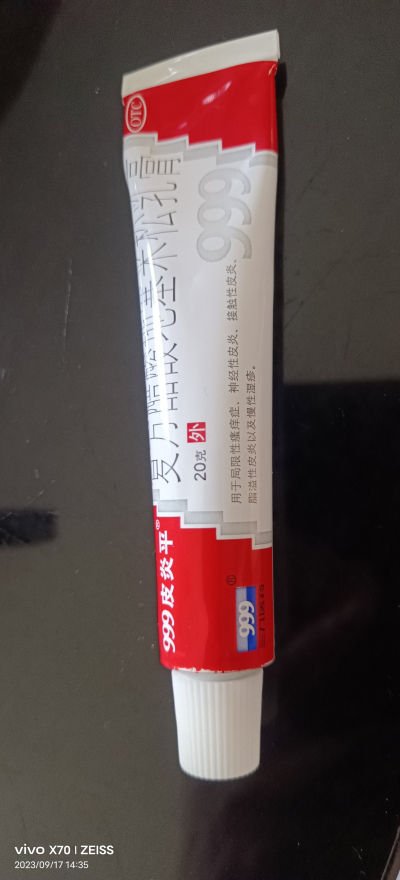 999皮炎平®
复方醋酸地塞米松乳膏
20克 外
用于局限性瘙痒症、神经性皮炎、接触性皮炎、
脂溢性皮炎以及慢性湿疹。
999
999®
OTC
vivo X70 | ZEISS
2023/09/17 14:35